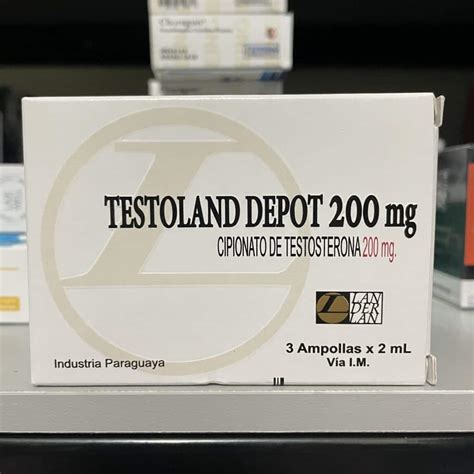 TESTOLAND DEPOT 200 mg
CIPIONATO DE TESTOSTERONA 200 mg.
LAN
DER
LAN
3 Ampollas x 2 mL
Vía I.M.
Industria Paraguaya